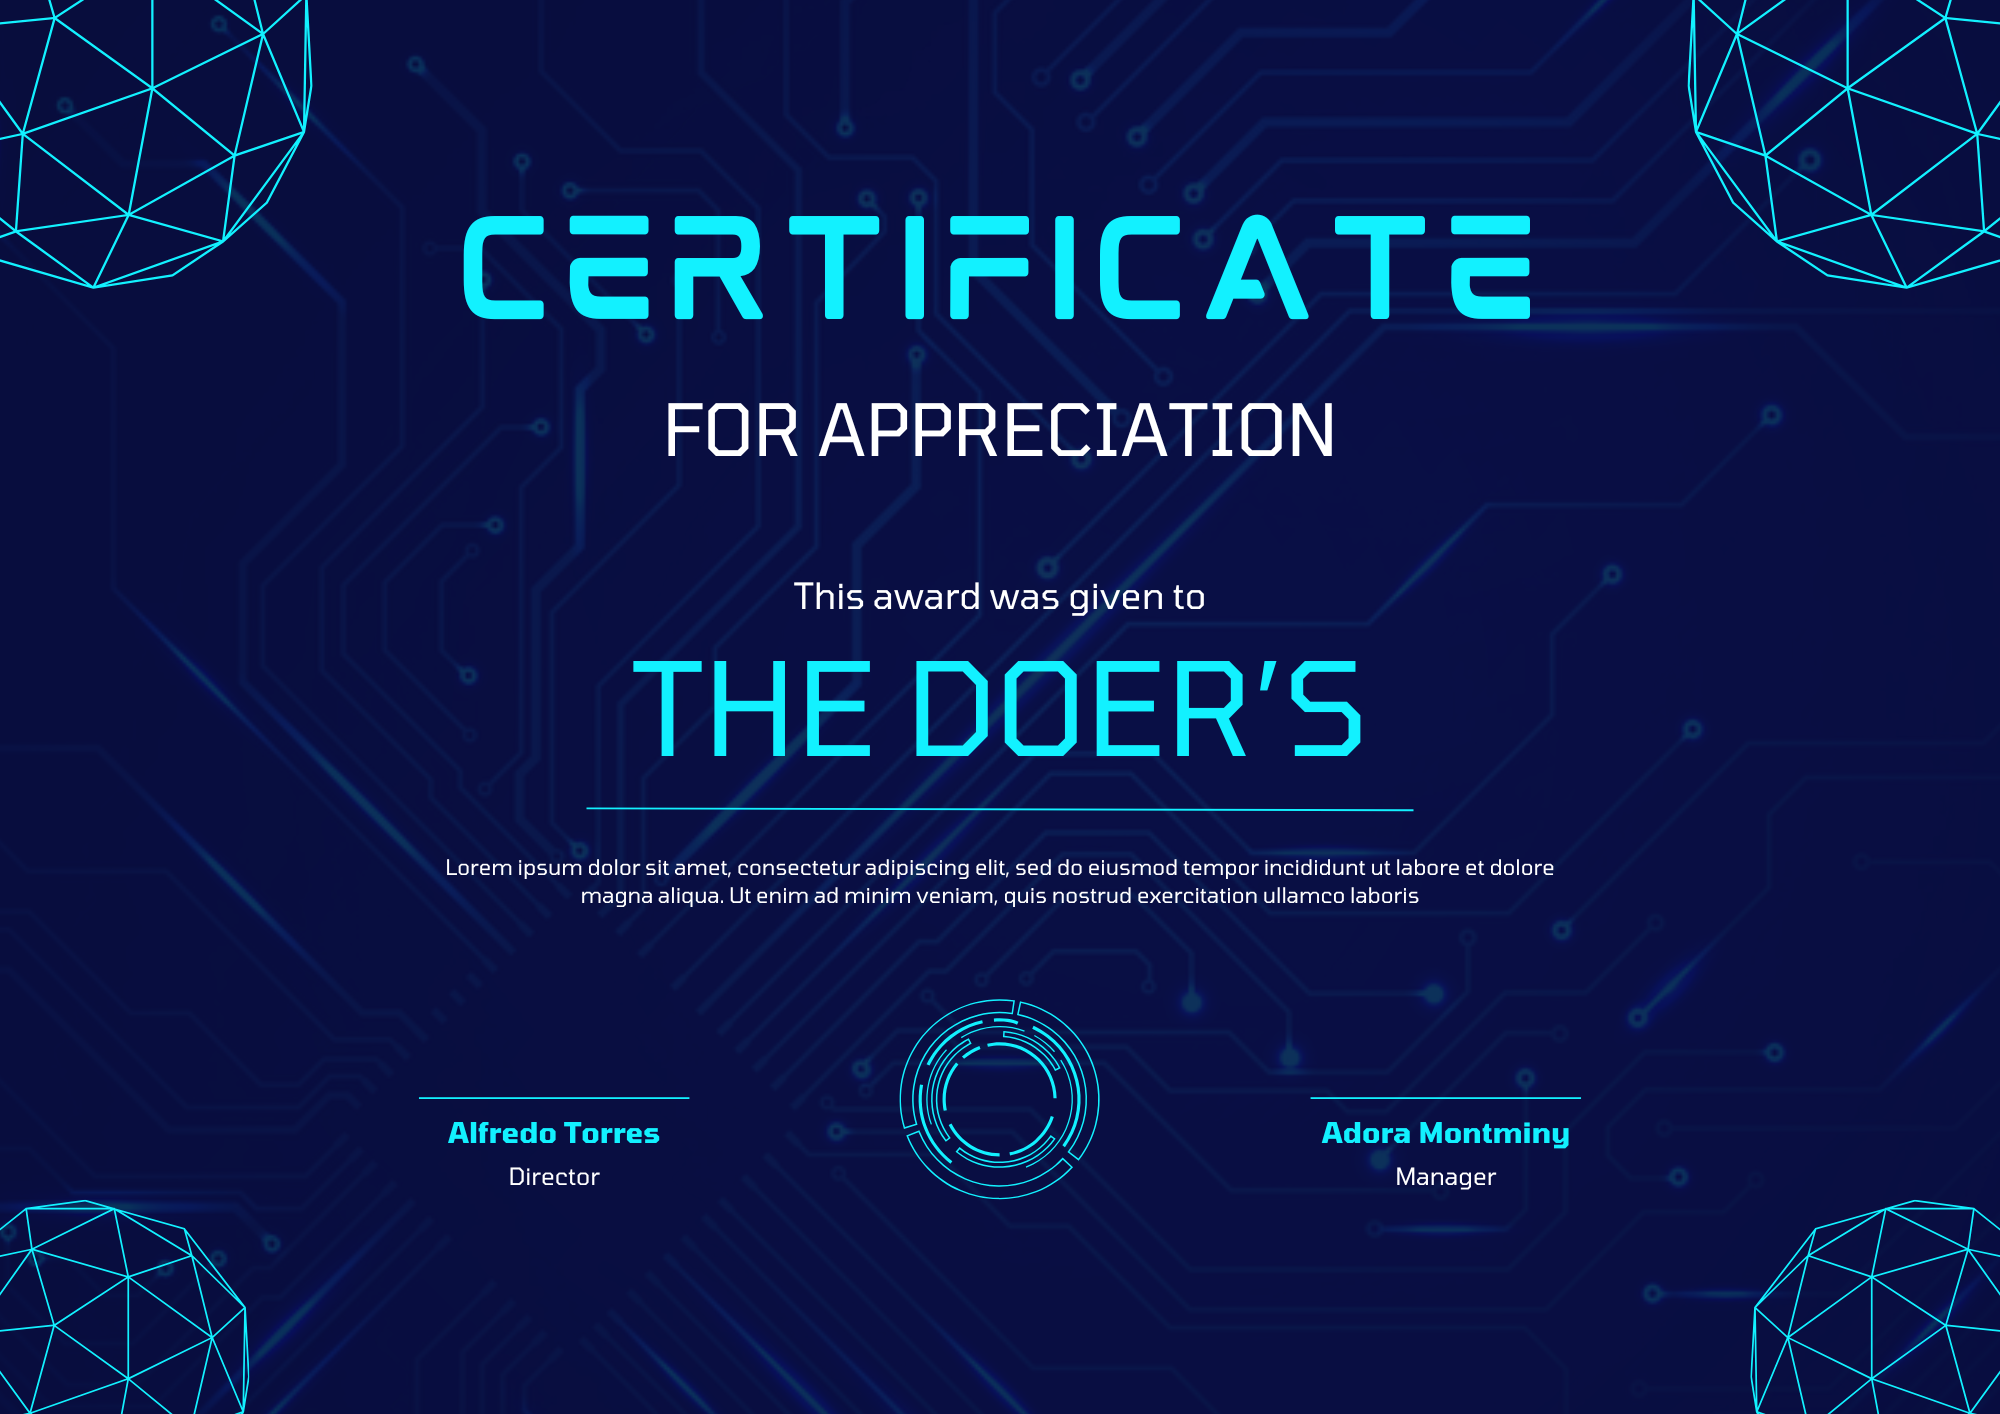 CERTIFICATE
FOR APPRECIATION
This award was given to
THE DOER'S
Lorem ipsum dolor sit amet, consectetur adipiscing elit, sed do eiusmod tempor incididunt ut labore et dolore
magna aliqua. Ut enim ad minim veniam, quis nostrud exercitation ullamco laboris
Alfredo Torres
Director
Adora Montminy
Manager